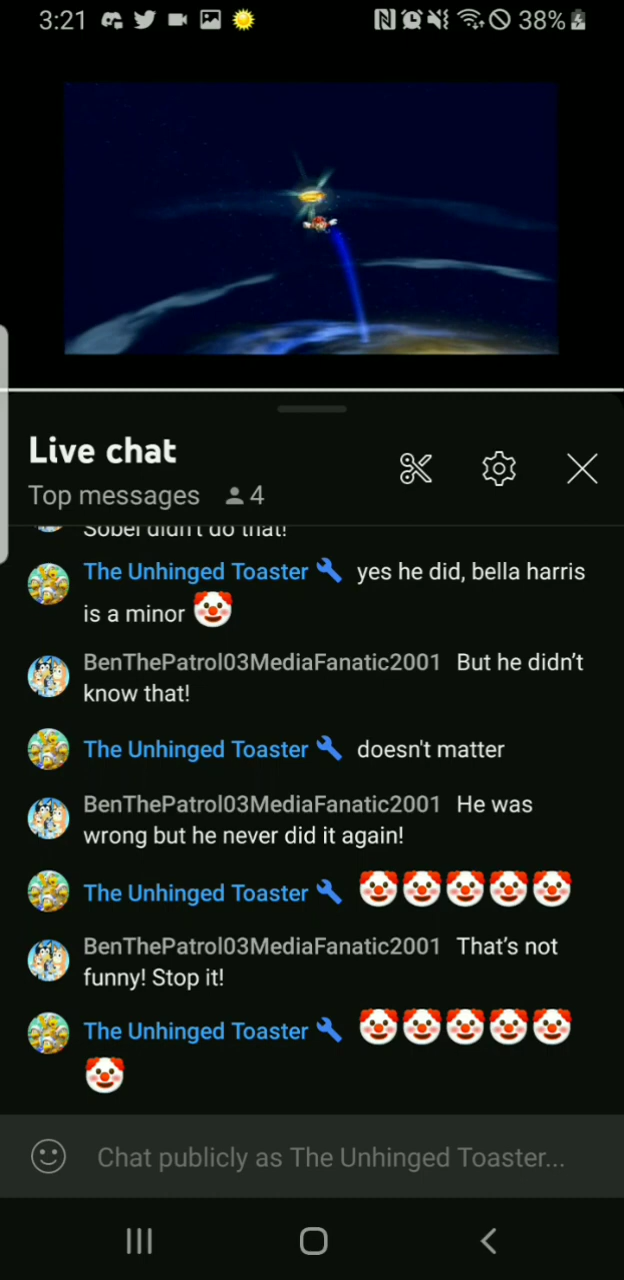 3:21
38%
Live chat
Top messages 4
Sobel didn't do that!
The Unhinged Toaster yes he did, bella harris
is a minor 🤡
BenThePatrol03MediaFanatic2001 But he didn’t
know that!
The Unhinged Toaster doesn't matter
BenThePatrol03MediaFanatic2001 He was
wrong but he never did it again!
The Unhinged Toaster 🤡🤡🤡🤡🤡
BenThePatrol03MediaFanatic2001 That’s not
funny! Stop it!
The Unhinged Toaster 🤡🤡🤡🤡🤡
🤡
Chat publicly as The Unhinged Toaster...